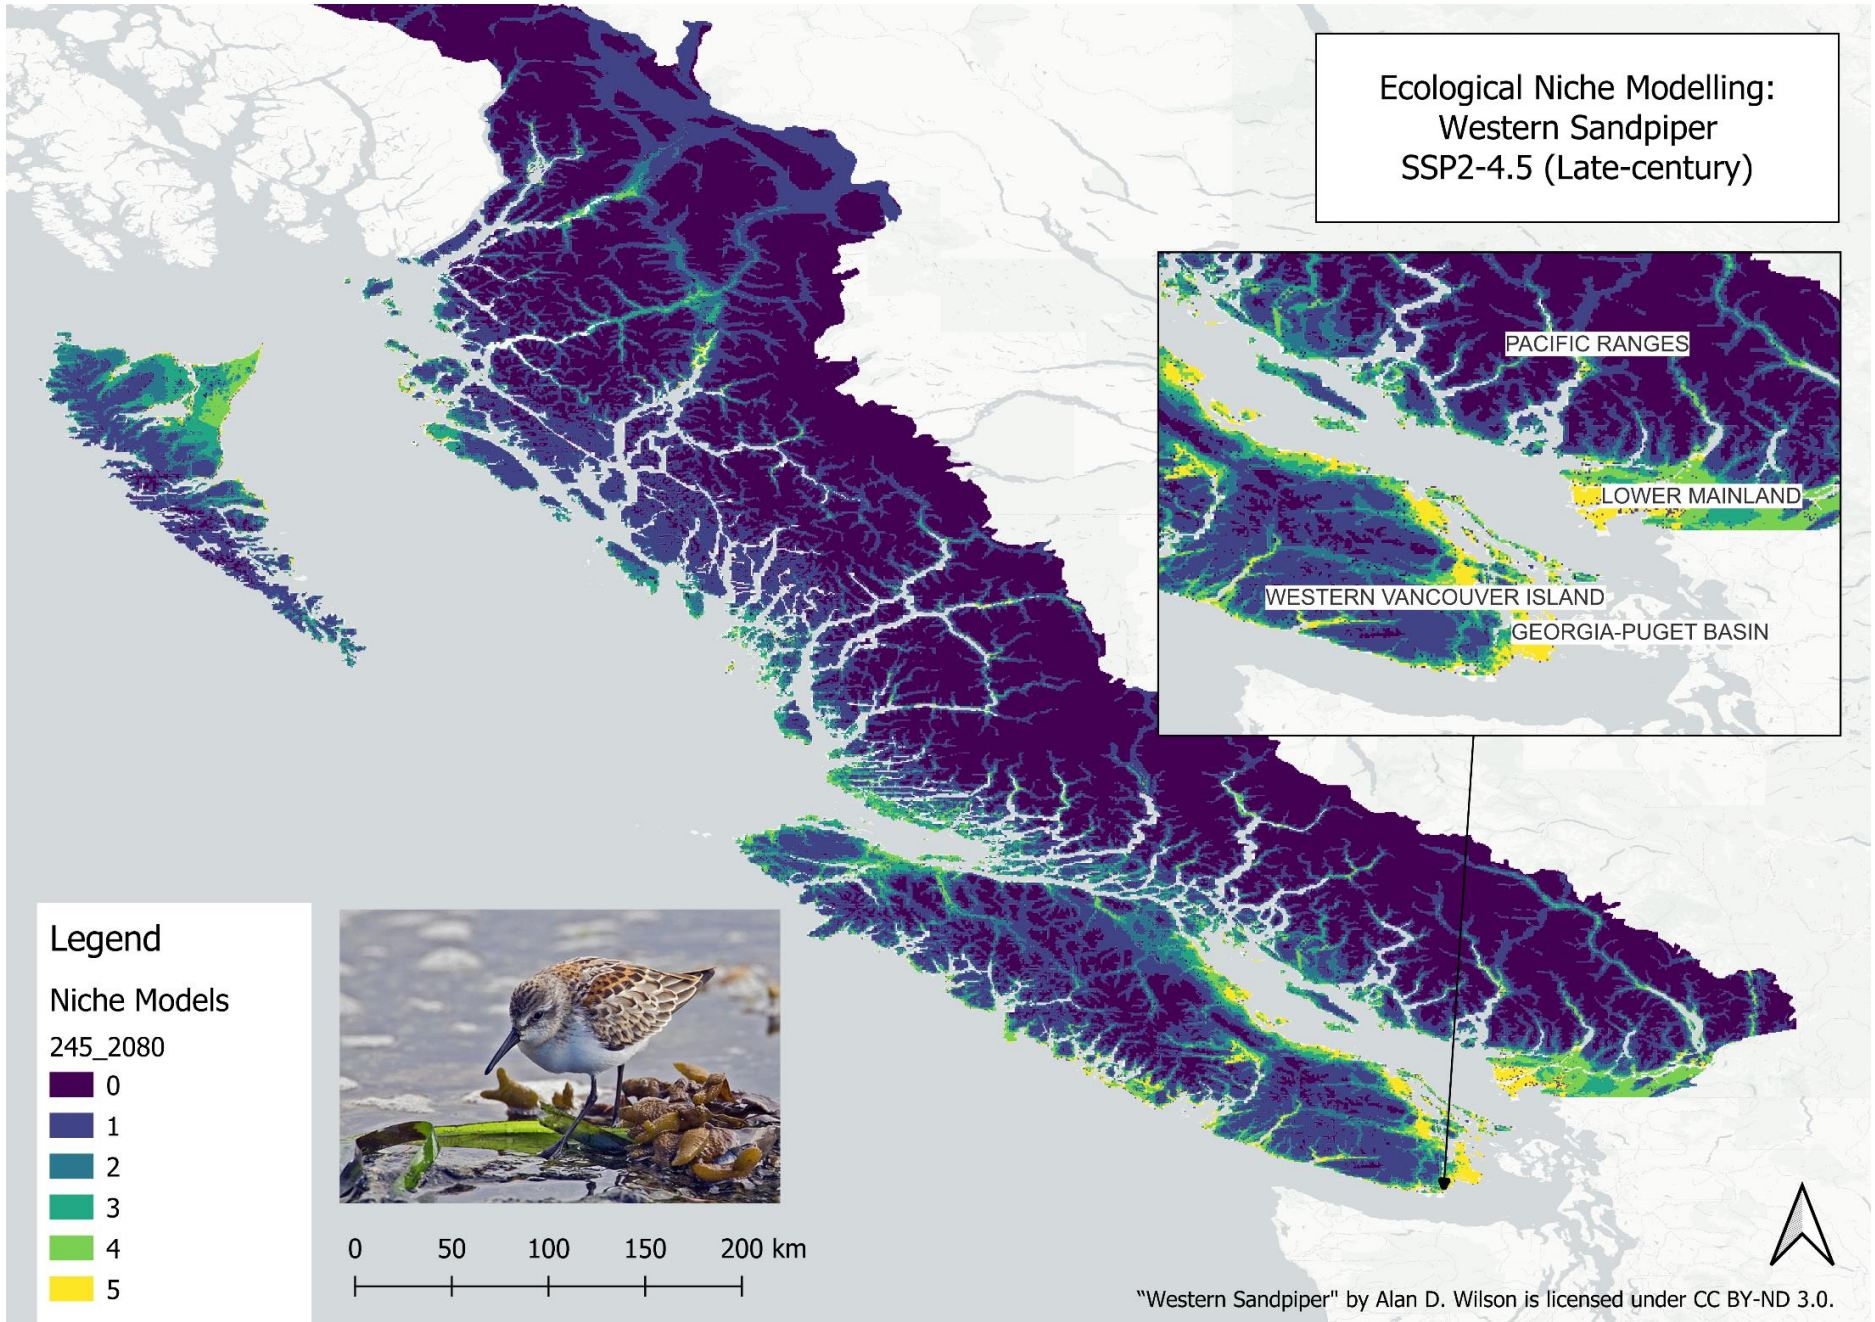 Ecological Niche Modelling:
Western Sandpiper
SSP2-4.5 (Late-century)
PACIFIC RANGES
LOWER MAINLAND
WESTERN VANCOUVER ISLAND
GEORGIA-PUGET BASIN
Legend
Niche Models
245_2080
0
1
2
3
4
5
0 50 100 150 200 km
“Western Sandpiper" by Alan D. Wilson is licensed under CC BY-ND 3.0.